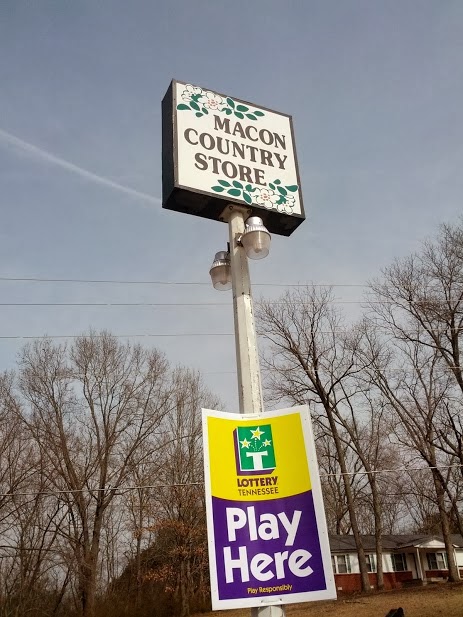 MACON
COUNTRY
STORE
T
LOTTERY
TENNESSEE
Play
Here
Play Responsibly